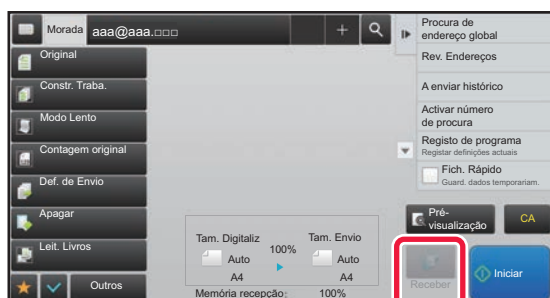 Morada
aaa@aaa.□□□
Original
Constr. Traba.
Modo Lento
Contagem original
Def. de Envio
Apagar
Leit. Livros
Outros
Tam. Digitaliz
100%
Tam. Envio
Auto
A4
Auto
A4
Memória recepção:
100%
Procura de
endereço global
Rev. Endereços
A enviar histórico
Activar número
de procura
Registo de programa
Registar definições actuais
Fich. Rápido
Guard. dados temporariam.
Pré-
visualização
CA
Receber
Iniciar